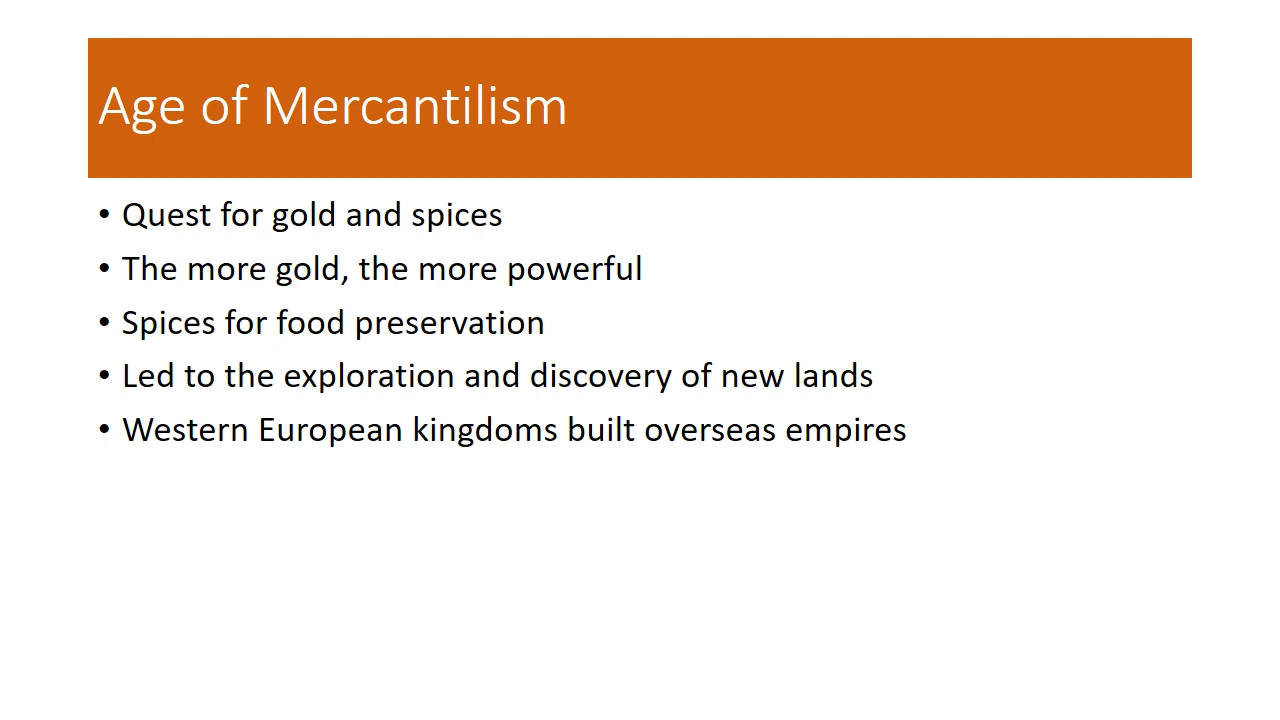 Age of Mercantilism
• Quest for gold and spices
• The more gold, the more powerful
• Spices for food preservation
• Led to the exploration and discovery of new lands
• Western European kingdoms built overseas empires